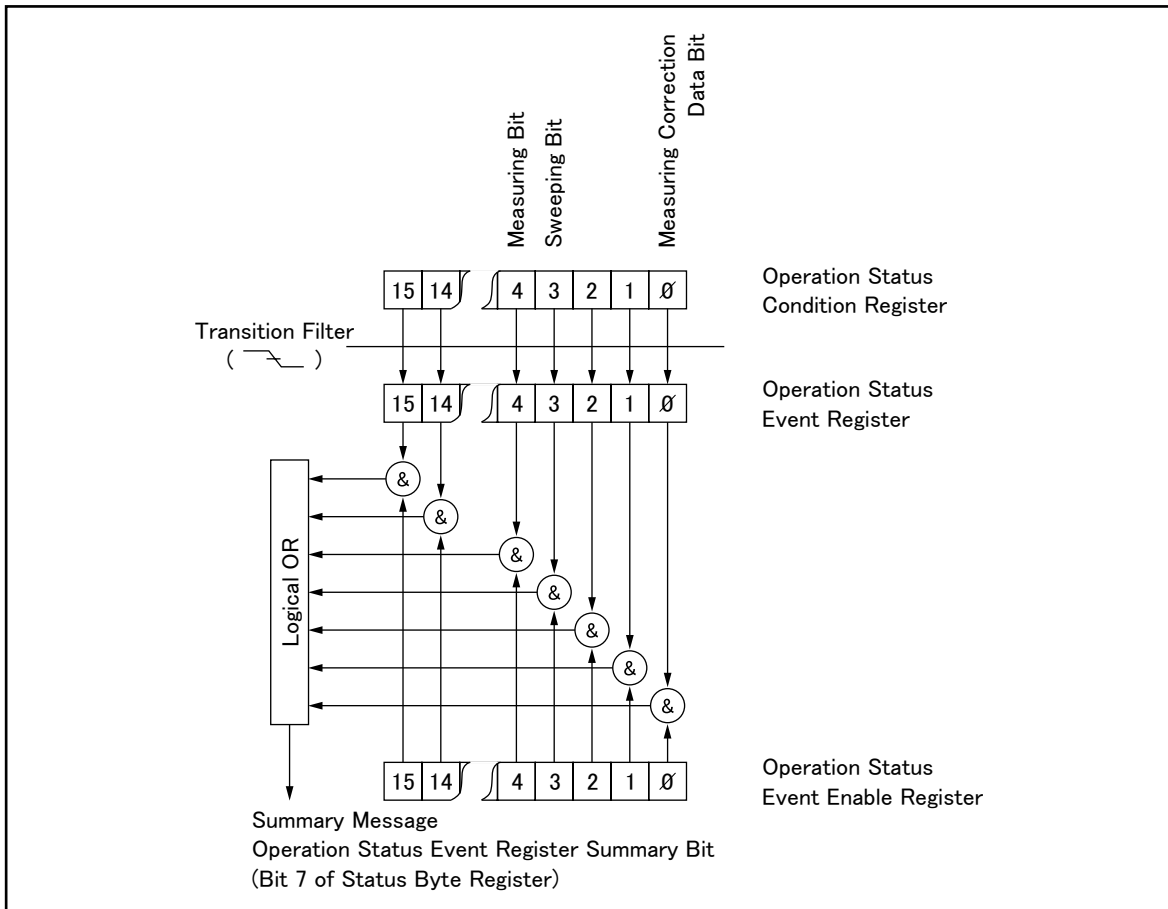 Measuring Bit
Sweeping Bit
Measuring Correction
Data Bit
15 14 4 3 2 1 0
Operation Status
Condition Register
Transition Filter
( )
15 14 4 3 2 1 0
Operation Status
Event Register
&
&
&
&
&
&
&
Logical OR
15 14 4 3 2 1 0
Operation Status
Event Enable Register
Summary Message
Operation Status Event Register Summary Bit
(Bit 7 of Status Byte Register)